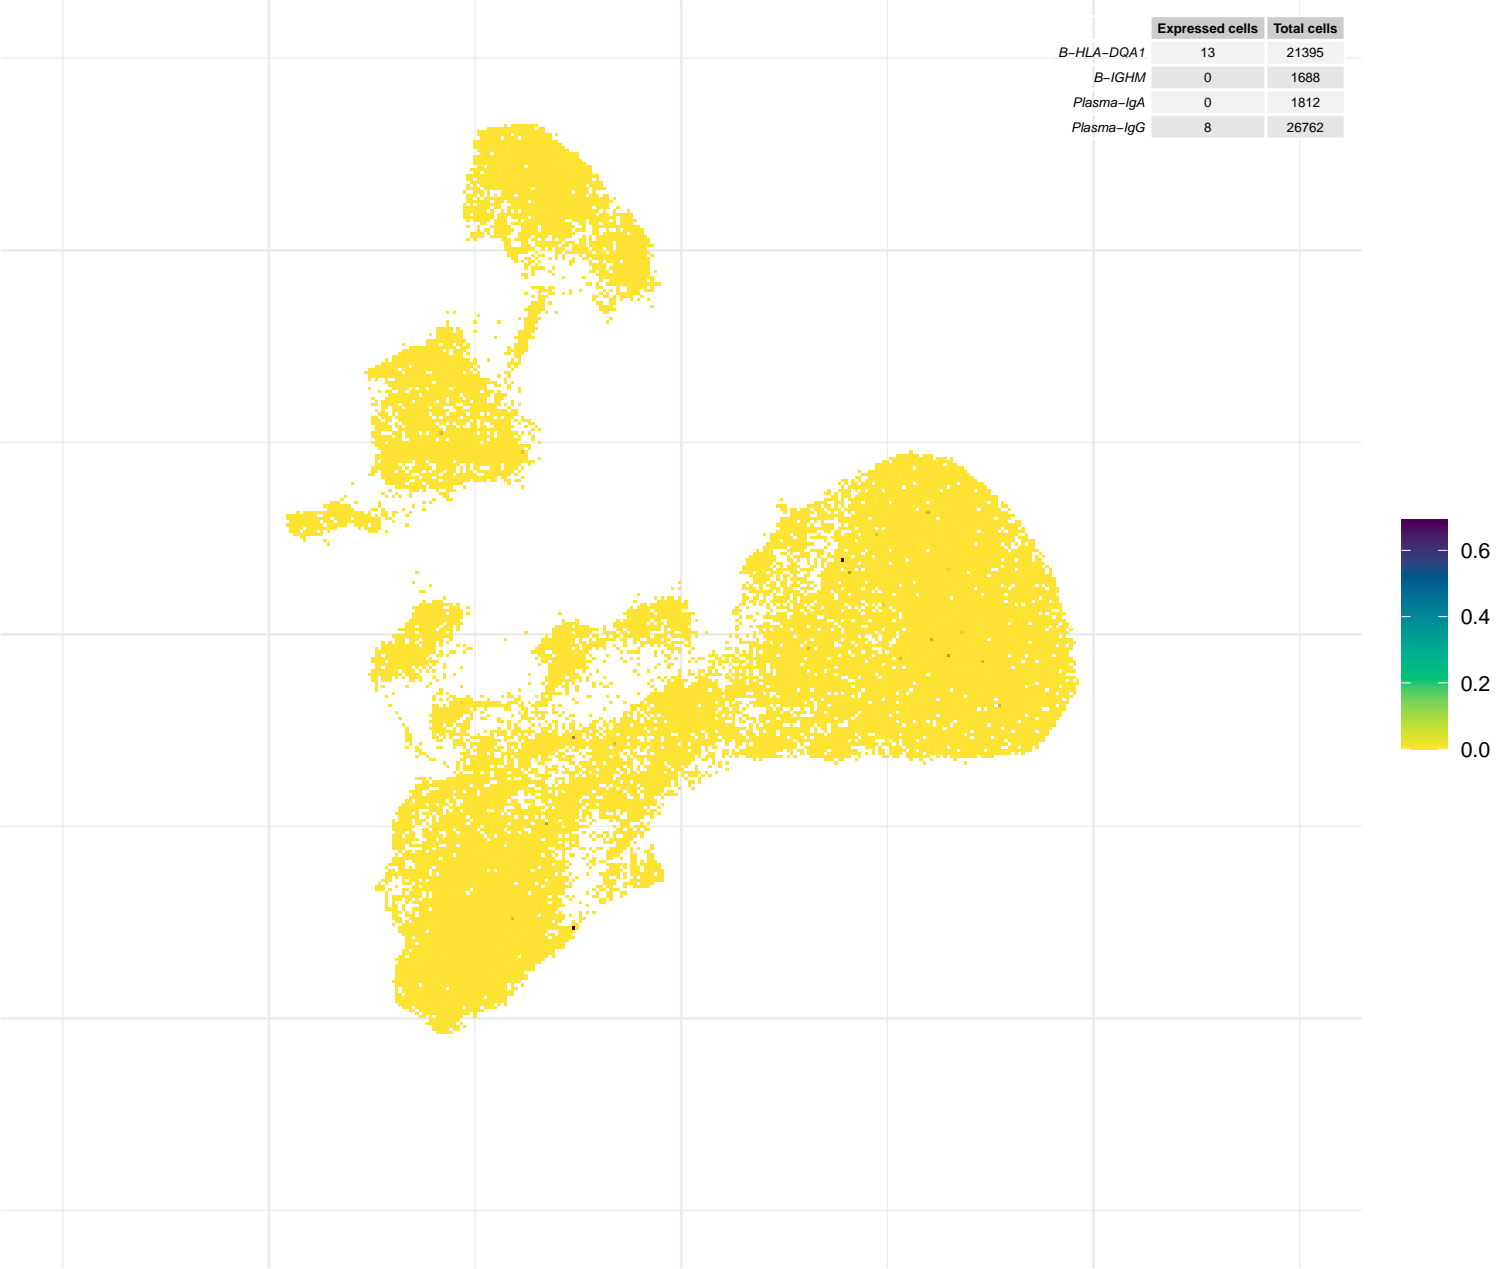 Expressed cells Total cells
B−HLA−DQA1 13 21395
B−IGHM 0 1688
Plasma−IgA 0 1812
Plasma−IgG 8 26762
0.6
0.4
0.2
0.0